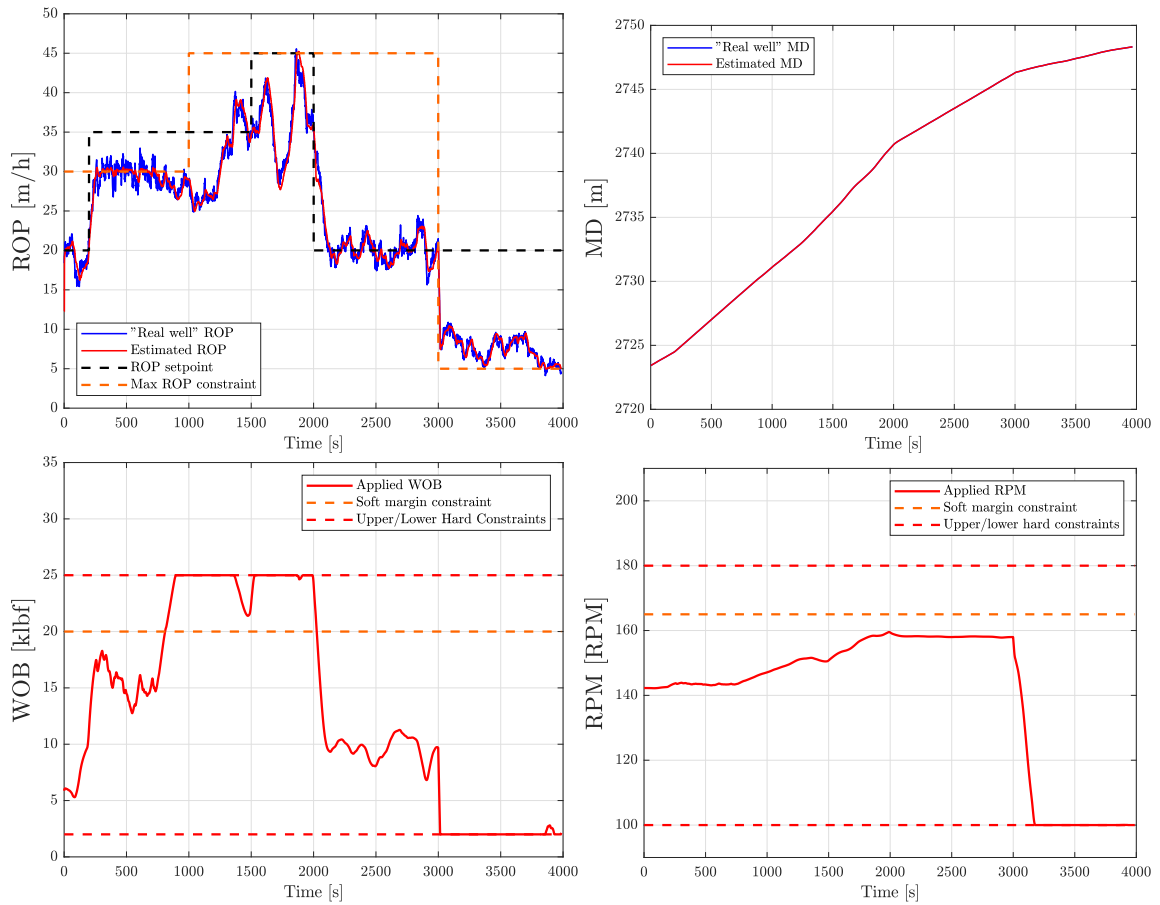 50
45
40
35
30
25
20
15
10
5
0
ROP [m/h]
"Real well" ROP
Estimated ROP
ROP setpoint
Max ROP constraint
0 500 1000 1500 2000 2500 3000 3500 4000
Time [s]
2750
2745
2740
2735
2730
2725
2720
MD [m]
"Real well" MD
Estimated MD
0 500 1000 1500 2000 2500 3000 3500 4000
Time [s]
35
30
25
20
15
10
5
0
WOB [klbf]
Applied WOB
Soft margin constraint
Upper/Lower Hard Constraints
0 500 1000 1500 2000 2500 3000 3500 4000
Time [s]
200
180
160
140
120
100
RPM [RPM]
Applied RPM
Soft margin constraint
Upper/lower hard constraints
0 500 1000 1500 2000 2500 3000 3500 4000
Time [s]